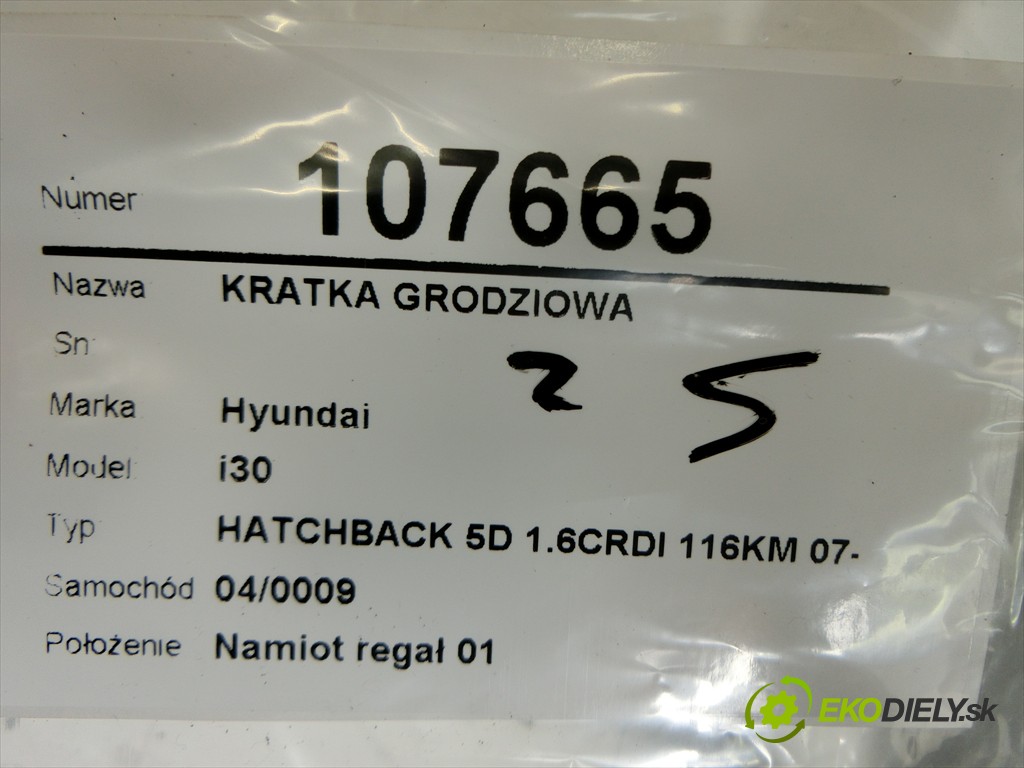 Numer 107665
Nazwa KRATKA GRODZIOWA
Sn
25
Marka Hyundai
Model i30
Typ HATCHBACK 5D 1.6CRDI 116KM 07-
Samochód 04/0009
Położenie Namiot regał 01
EKODIELY.sk